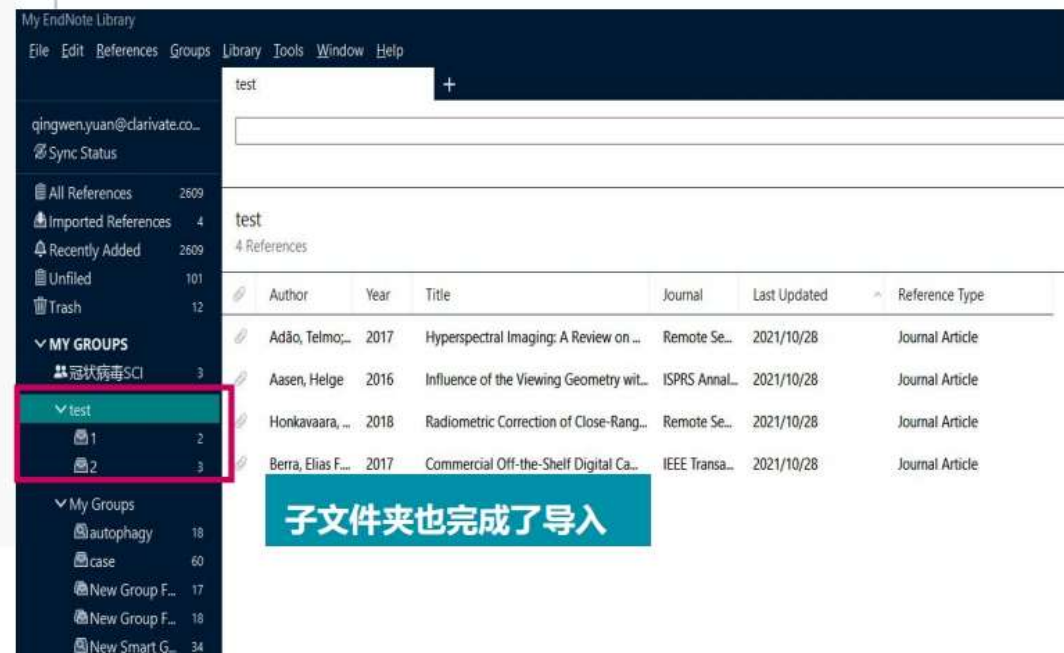 My EndNote Library
File Edit References Groups Library Tools Window Help
test +
qingwen.yuan@clarivate.co...
Sync Status
All References 2609
Imported References 4
Recently Added 2609
Unfiled 101
Trash 12
MY GROUPS
冠状病毒SCI 3
test
1 2
2 3
My Groups
autophagy 18
case 60
New Group F... 17
New Group F... 18
New Smart G... 34
test
4 References
Author Year Title Journal Last Updated Reference Type
Adão, Telmo;... 2017 Hyperspectral Imaging: A Review on ... Remote Se... 2021/10/28 Journal Article
Aasen, Helge 2016 Influence of the Viewing Geometry wit... ISPRS Annal... 2021/10/28 Journal Article
Honkavaara, ... 2018 Radiometric Correction of Close-Rang... Remote Se... 2021/10/28 Journal Article
Berra, Elias F.... 2017 Commercial Off-the-Shelf Digital Ca... IEEE Transa... 2021/10/28 Journal Article
子文件夹也完成了导入